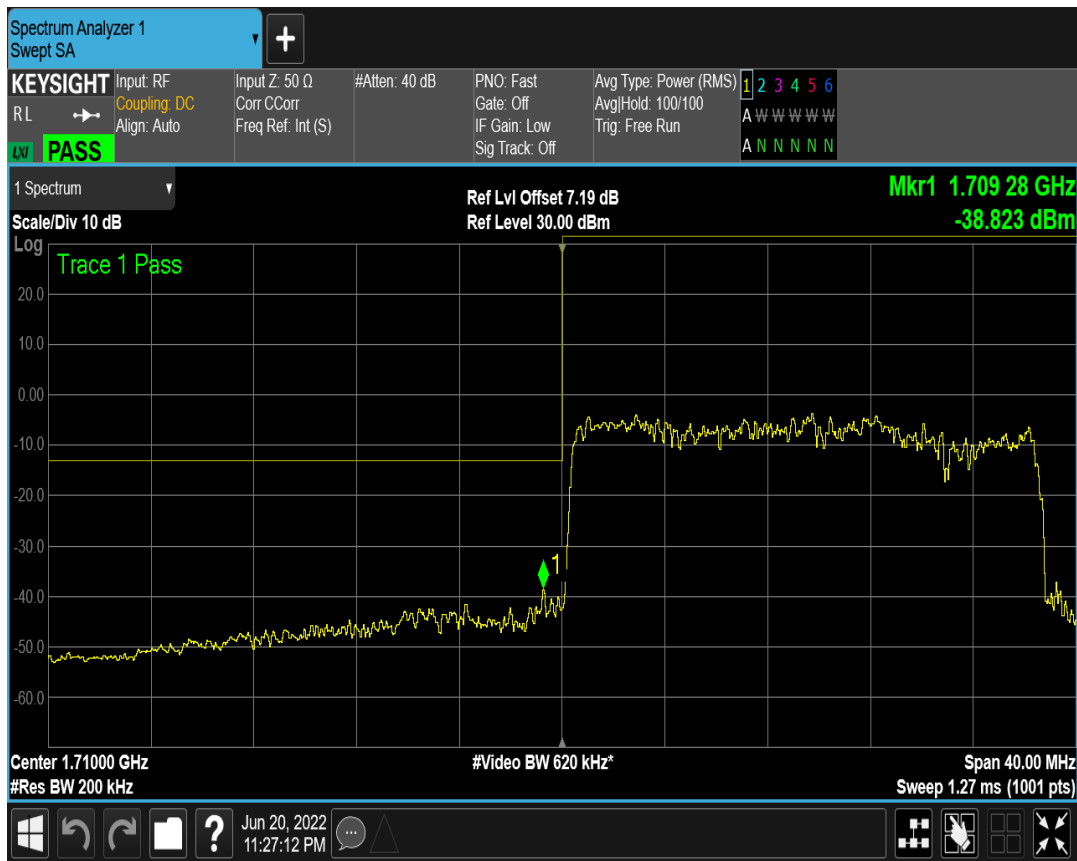 Spectrum Analyzer 1
Swept SA
KEYSIGHT
RL
LXI PASS
Input: RF
Coupling: DC
Align: Auto
Input Z: 50 Ω
Corr CCorr
Freq Ref: Int (S)
#Atten: 40 dB
PNO: Fast
Gate: Off
IF Gain: Low
Sig Track: Off
Avg Type: Power (RMS)
Avg|Hold: 100/100
Trig: Free Run
1 2 3 4 5 6
A W W W W W
A N N N N N
1 Spectrum
Scale/Div 10 dB
Ref Lvl Offset 7.19 dB
Ref Level 30.00 dBm
Mkr1 1.709 28 GHz
-38.823 dBm
Log
Trace 1 Pass
20.0
10.0
0.00
-10.0
-20.0
-30.0
1
-40.0
-50.0
-60.0
Center 1.71000 GHz
#Video BW 620 kHz*
Span 40.00 MHz
#Res BW 200 kHz
Sweep 1.27 ms (1001 pts)
?
Jun 20, 2022
11:27:12 PM